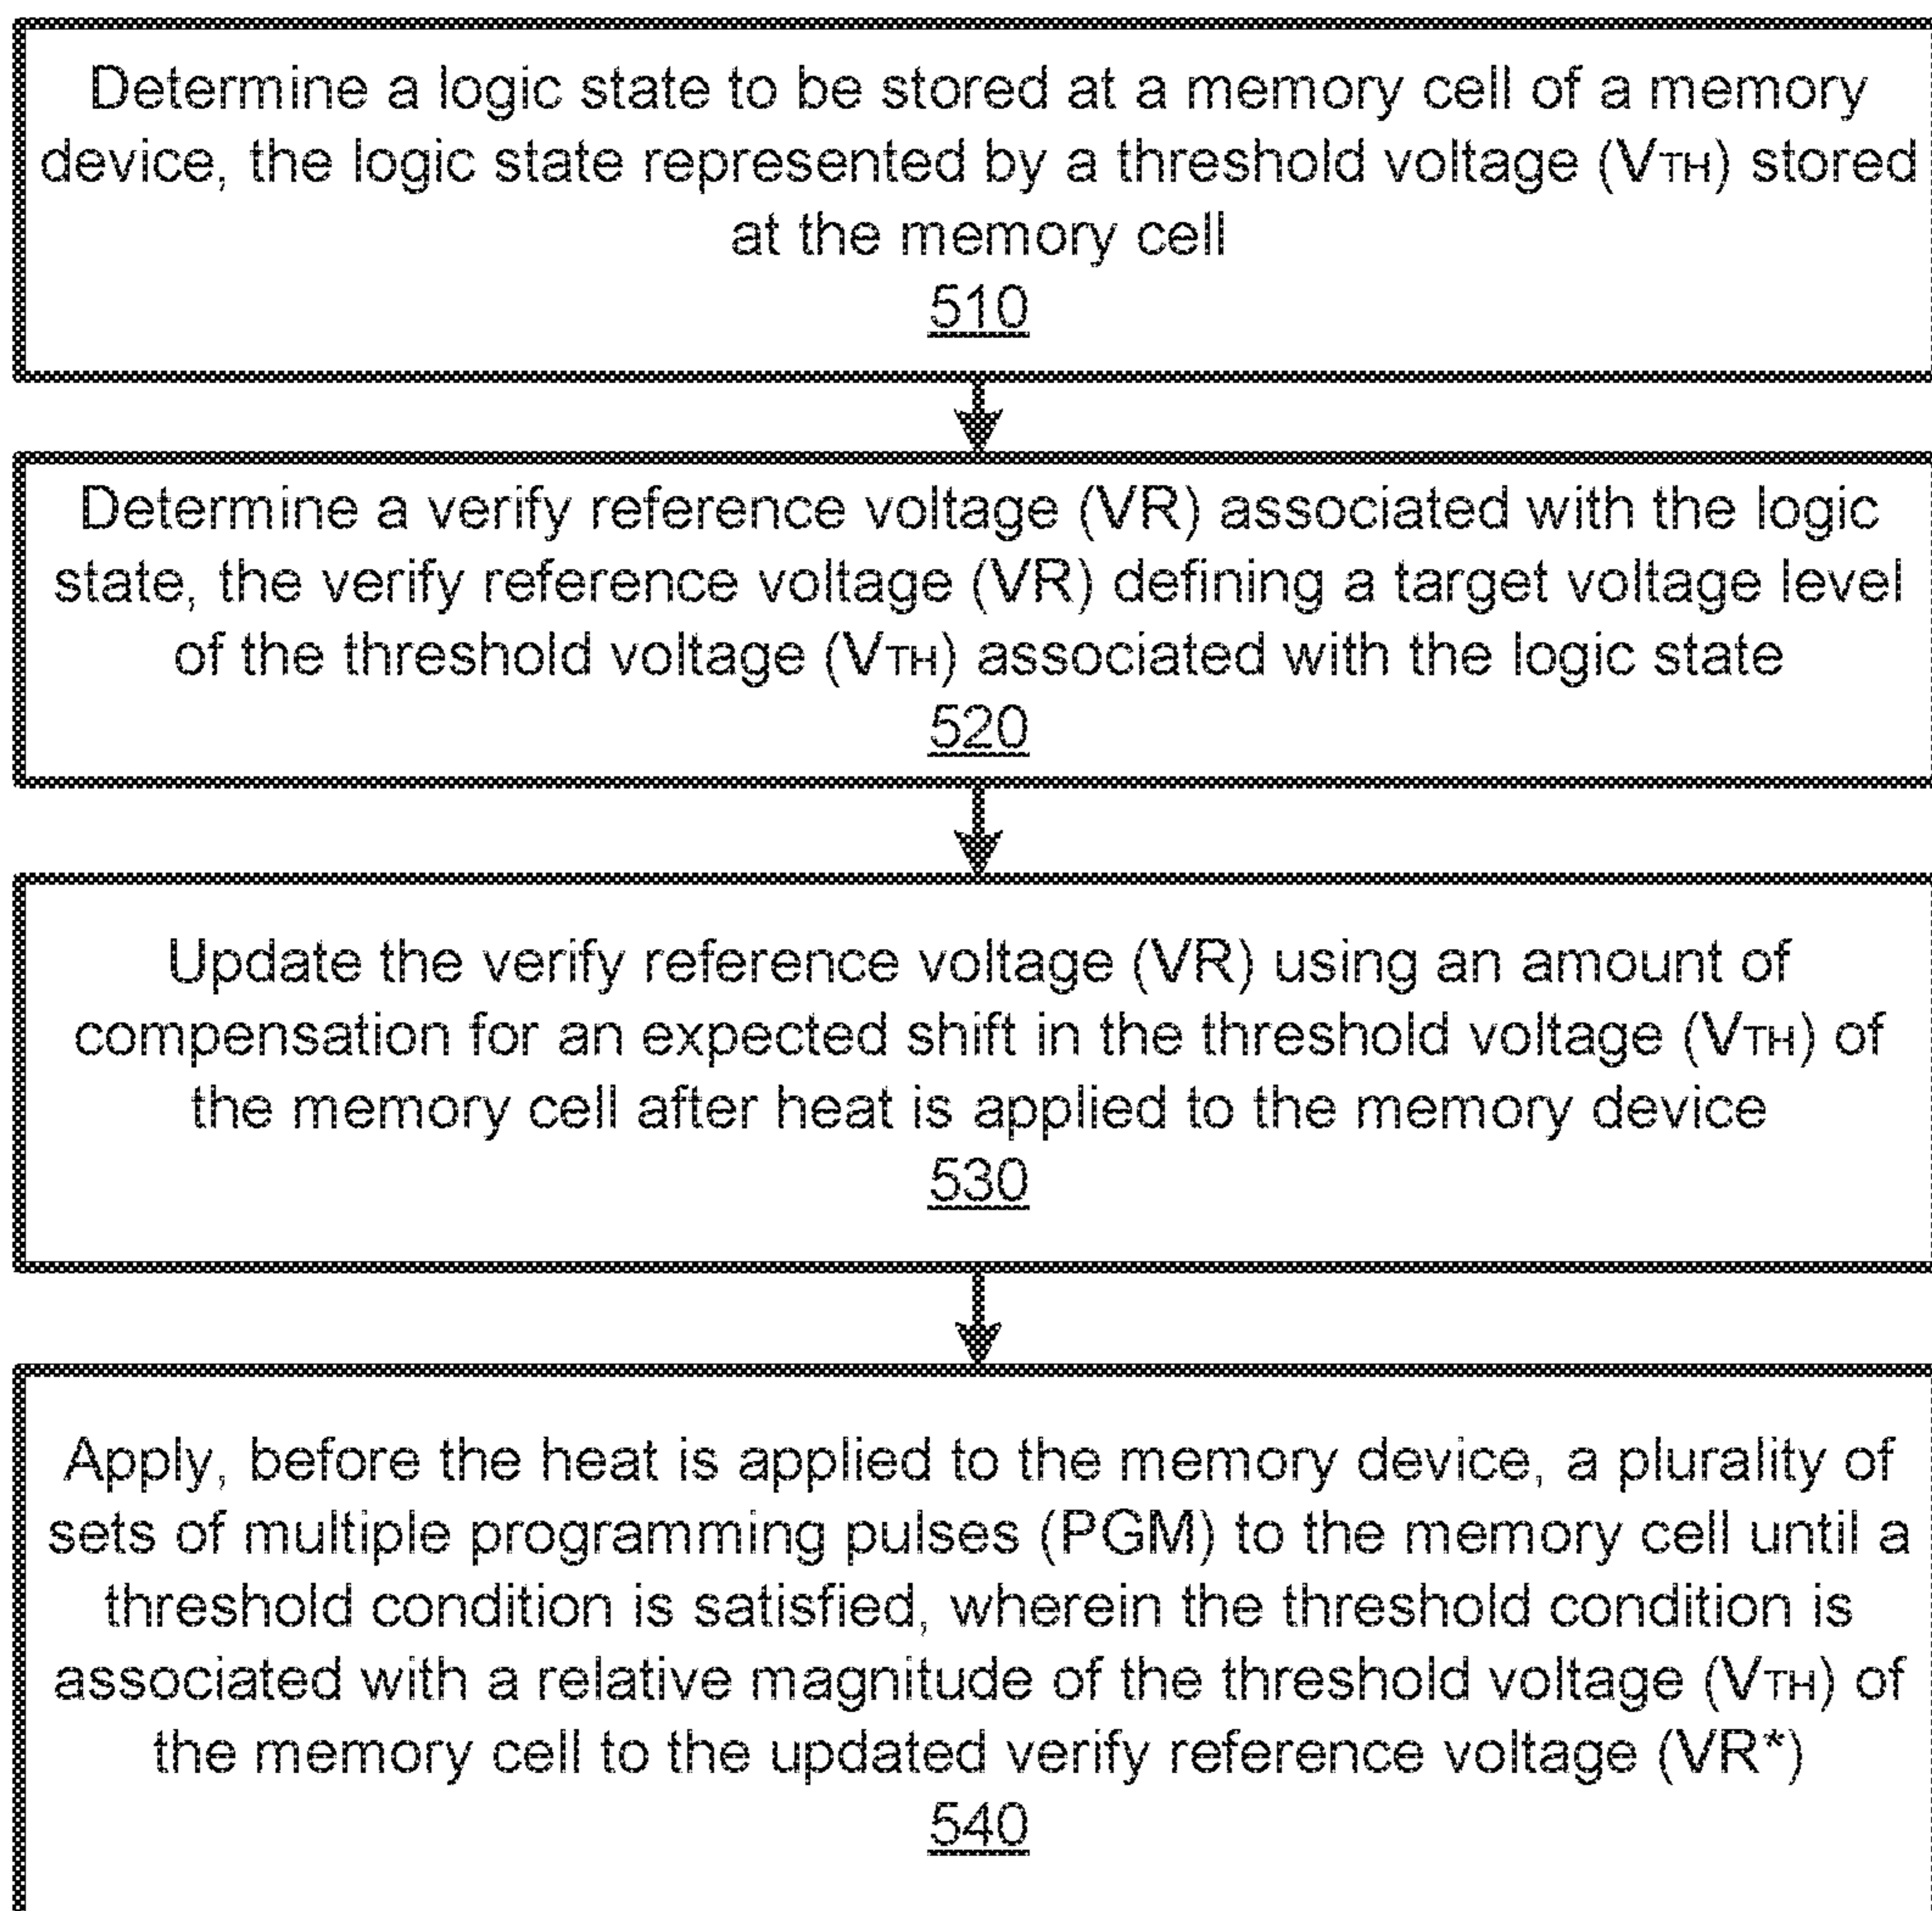 Determine a logic state to be stored at a memory cell of a memory
device, the logic state represented by a threshold voltage (VTH) stored
at the memory cell
510
Determine a verify reference voltage (VR) associated with the logic
state, the verify reference voltage (VR) defining a target voltage level
of the threshold voltage (VTH) associated with the logic state
520
Update the verify reference voltage (VR) using an amount of
compensation for an expected shift in the threshold voltage (VTH) of
the memory cell after heat is applied to the memory device
530
Apply, before the heat is applied to the memory device, a plurality of
sets of multiple programming pulses (PGM) to the memory cell until a
threshold condition is satisfied, wherein the threshold condition is
associated with a relative magnitude of the threshold voltage (VTH) of
the memory cell to the updated verify reference voltage (VR*)
540